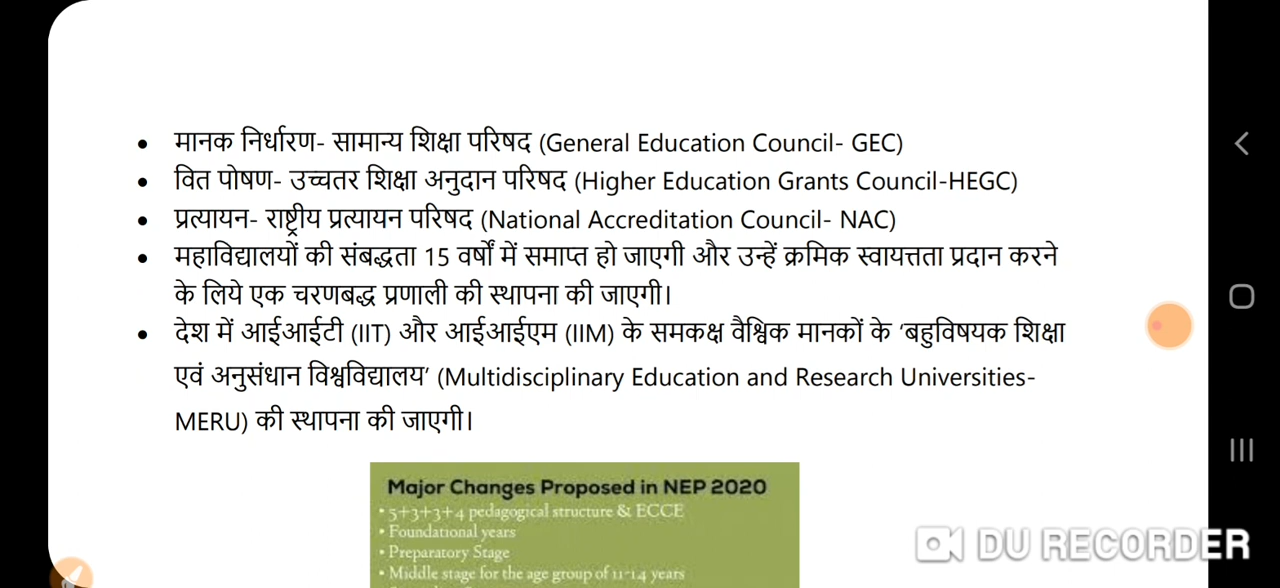 • मानक निर्धारण- सामान्य शिक्षा परिषद (General Education Council- GEC)
• वित पोषण- उच्चतर शिक्षा अनुदान परिषद (Higher Education Grants Council-HEGC)
• प्रत्यायन- राष्ट्रीय प्रत्यायन परिषद (National Accreditation Council- NAC)
• महाविद्यालयों की संबद्धता 15 वर्षों में समाप्त हो जाएगी और उन्हें क्रमिक स्वायत्तता प्रदान करने
के लिये एक चरणबद्ध प्रणाली की स्थापना की जाएगी।
• देश में आईआईटी (IIT) और आईआईएम (IIM) के समकक्ष वैश्विक मानकों के ‘बहुविषयक शिक्षा
एवं अनुसंधान विश्वविद्यालय’ (Multidisciplinary Education and Research Universities-
MERU) की स्थापना की जाएगी।
Major Changes Proposed in NEP 2020
• 5+3+3+4 pedagogical structure & ECCE
• Foundational years
• Preparatory Stage
• Middle stage for the age group of 11-14 years
DU RECORDER